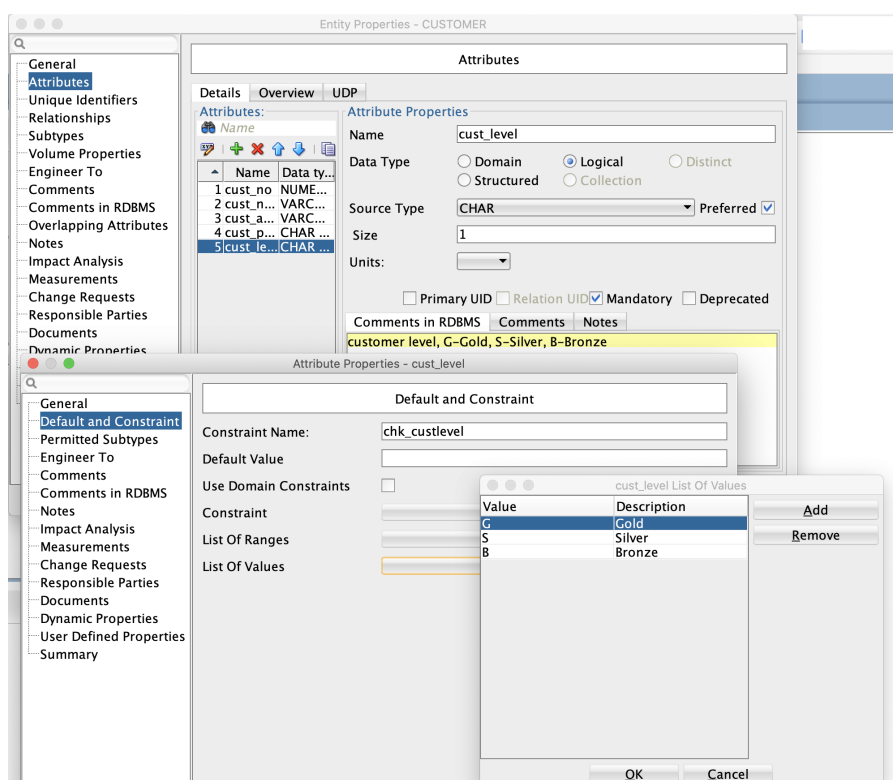 Entity Properties - CUSTOMER
General
Attributes
Unique Identifiers
Relationships
Subtypes
Volume Properties
Engineer To
Comments
Comments in RDBMS
Overlapping Attributes
Notes
Impact Analysis
Measurements
Change Requests
Responsible Parties
Documents
Dynamic Properties
Attributes
Details Overview UDP
Attributes:
Name
Name Data ty...
1 cust_no NUME...
2 cust_n... VARC...
3 cust_a... VARC...
4 cust_p... CHAR ...
5 cust_le... CHAR ...
Attribute Properties
Name cust_level
Data Type Domain Logical Distinct
Structured Collection
Source Type CHAR Preferred
Size 1
Units:
Primary UID Relation UID Mandatory Deprecated
Comments in RDBMS Comments Notes
customer level, G-Gold, S-Silver, B-Bronze
Attribute Properties - cust_level
General
Default and Constraint
Permitted Subtypes
Engineer To
Comments
Comments in RDBMS
Notes
Impact Analysis
Measurements
Change Requests
Responsible Parties
Documents
Dynamic Properties
User Defined Properties
Summary
Default and Constraint
Constraint Name: chk_custlevel
Default Value
Use Domain Constraints
Constraint
List Of Ranges
List Of Values
cust_level List Of Values
Value Description
G Gold
S Silver
B Bronze
Add
Remove
OK Cancel